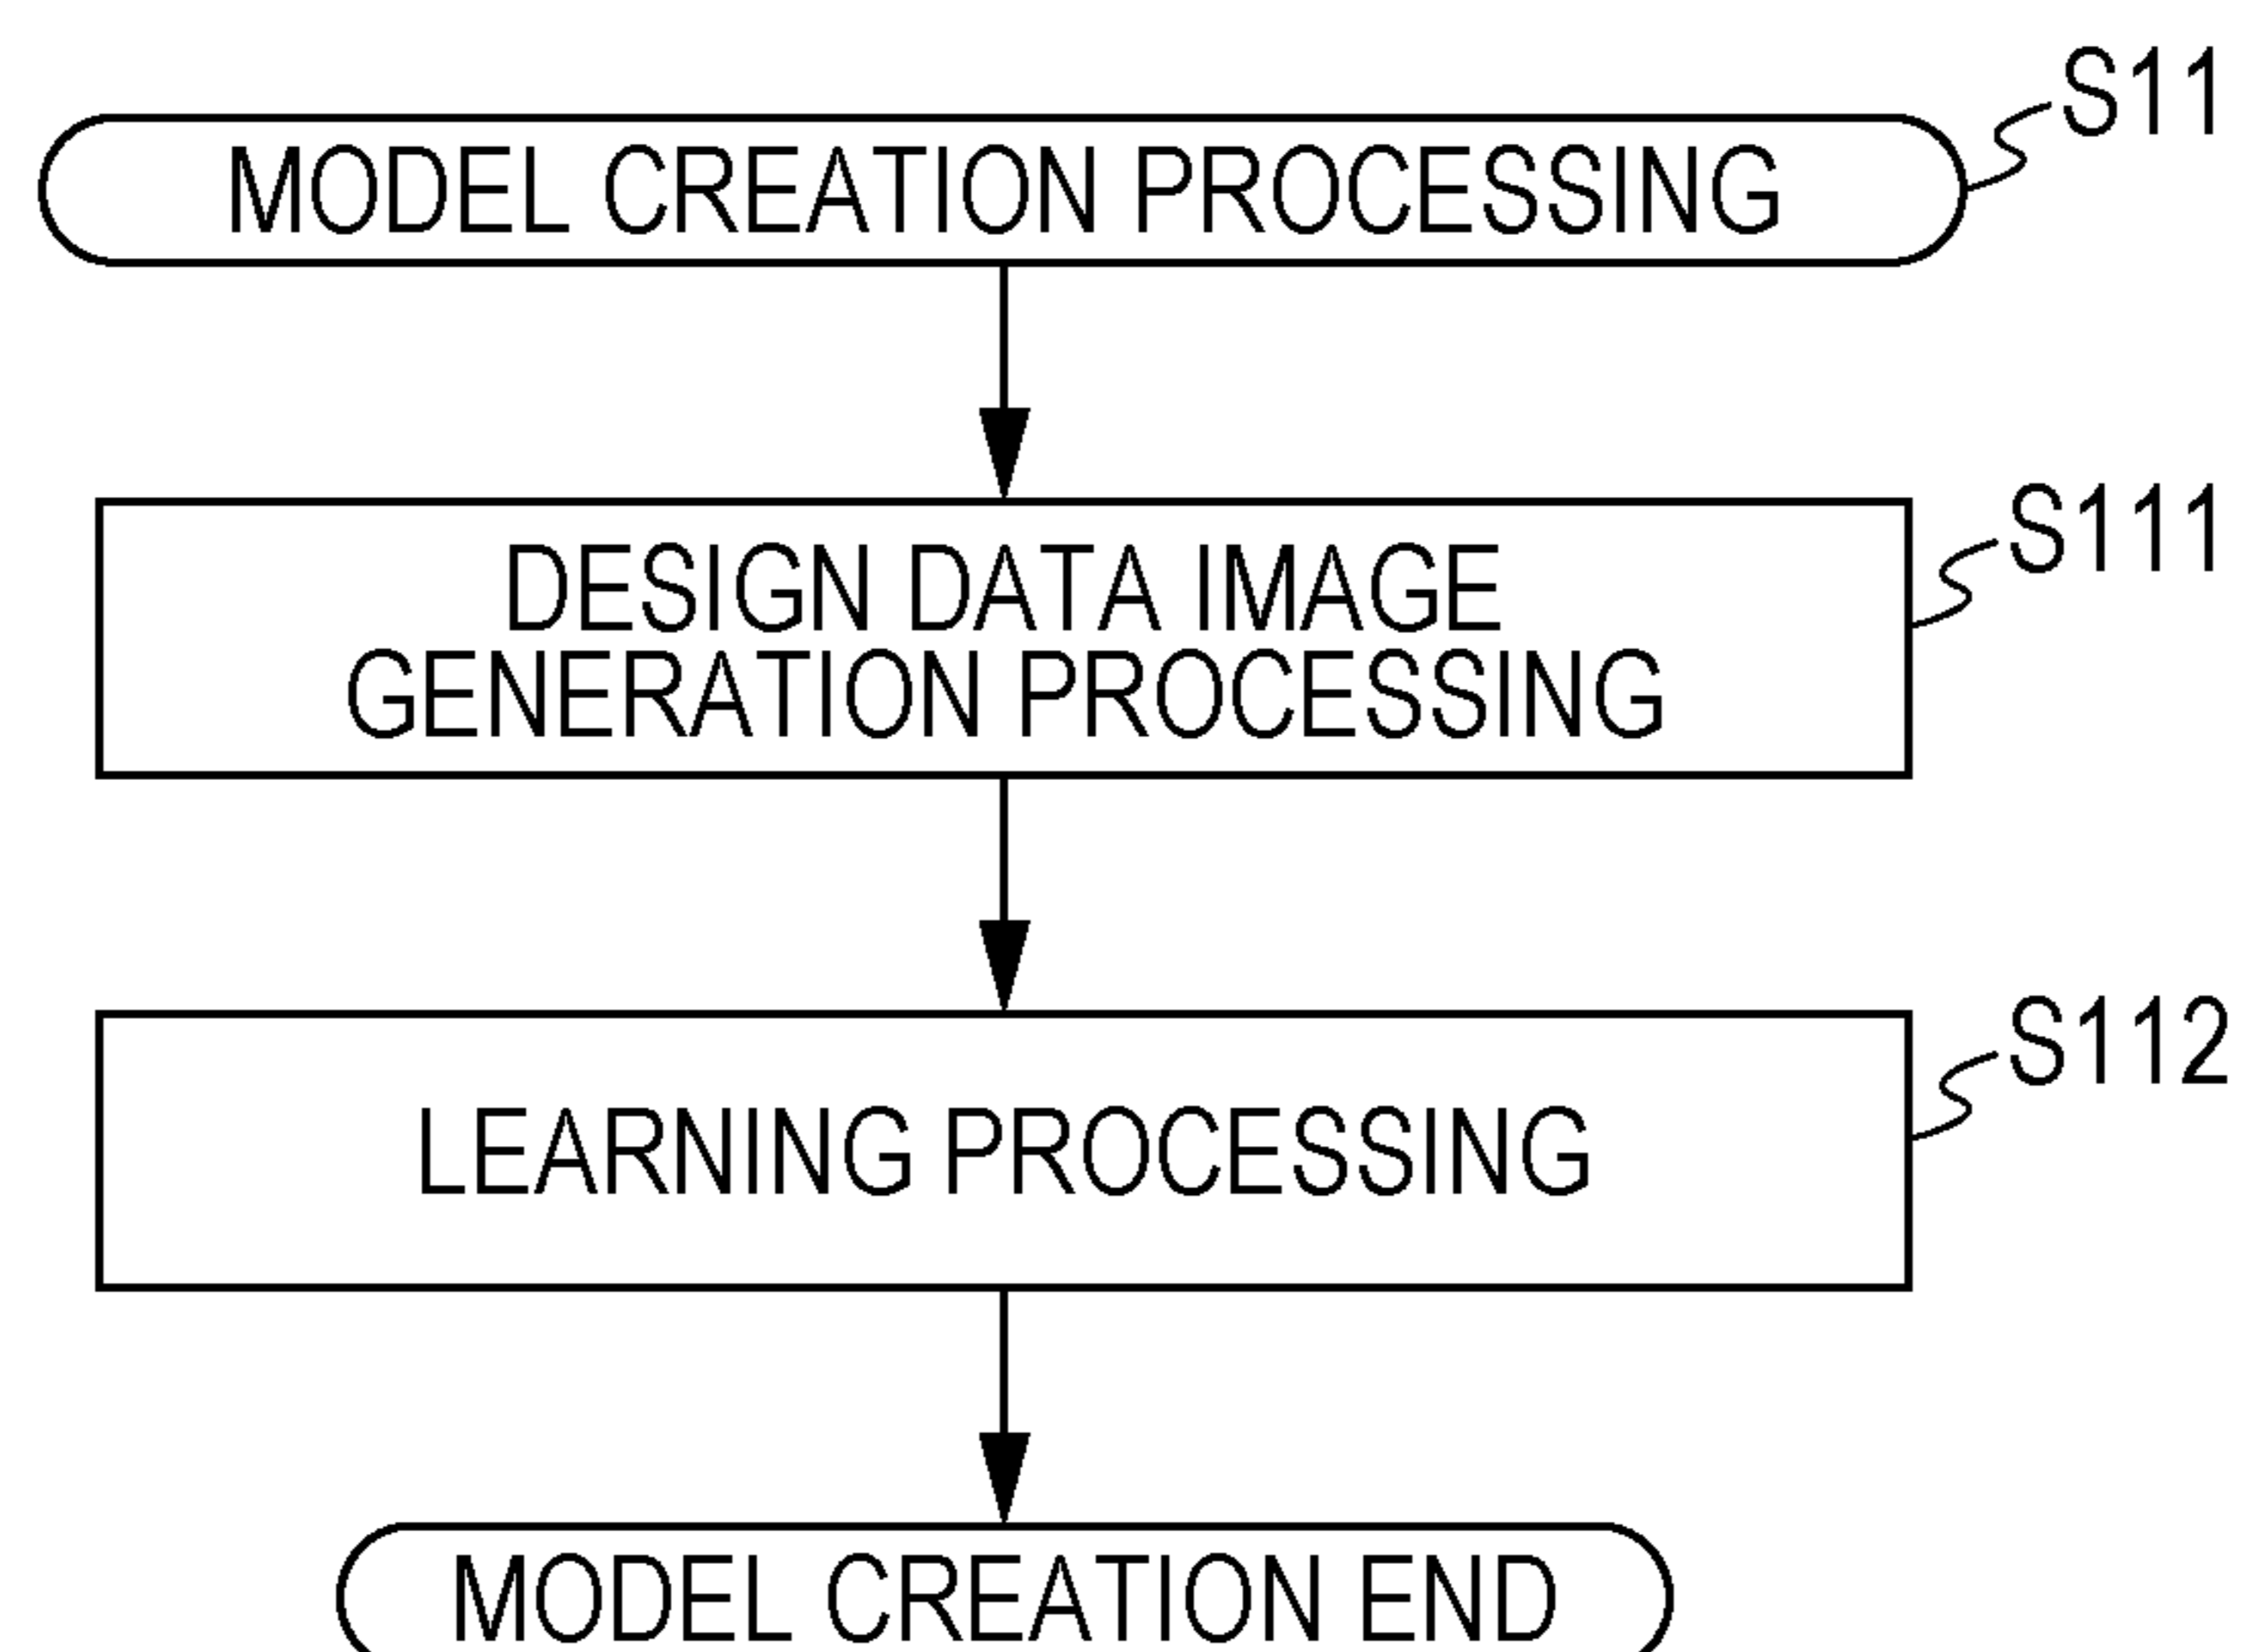 S11
MODEL CREATION PROCESSING
S111
DESIGN DATA IMAGE
GENERATION PROCESSING
S112
LEARNING PROCESSING
MODEL CREATION END